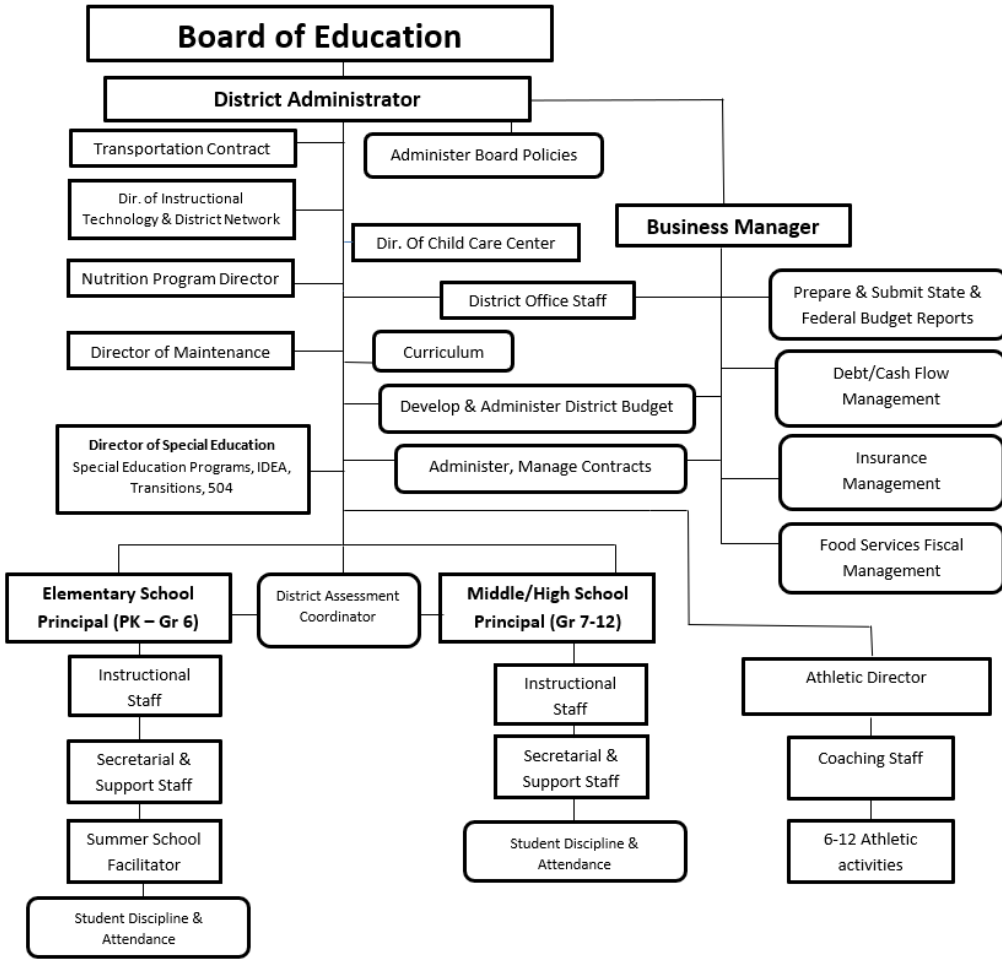 Board of Education
District Administrator
Transportation Contract
Administer Board Policies
Dir. of Instructional
Technology & District Network
Business Manager
Dir. Of Child Care Center
Nutrition Program Director
District Office Staff
Prepare & Submit State &
Federal Budget Reports
Director of Maintenance
Curriculum
Debt/Cash Flow
Management
Develop & Administer District Budget
Director of Special Education
Special Education Programs, IDEA,
Transitions, 504
Administer, Manage Contracts
Insurance
Management
Food Services Fiscal
Management
Elementary School
Principal (PK – Gr 6)
District Assessment
Coordinator
Middle/High School
Principal (Gr 7-12)
Instructional
Staff
Instructional
Staff
Athletic Director
Secretarial &
Support Staff
Secretarial &
Support Staff
Coaching Staff
Summer School
Facilitator
Student Discipline &
Attendance
6-12 Athletic
activities
Student Discipline &
Attendance